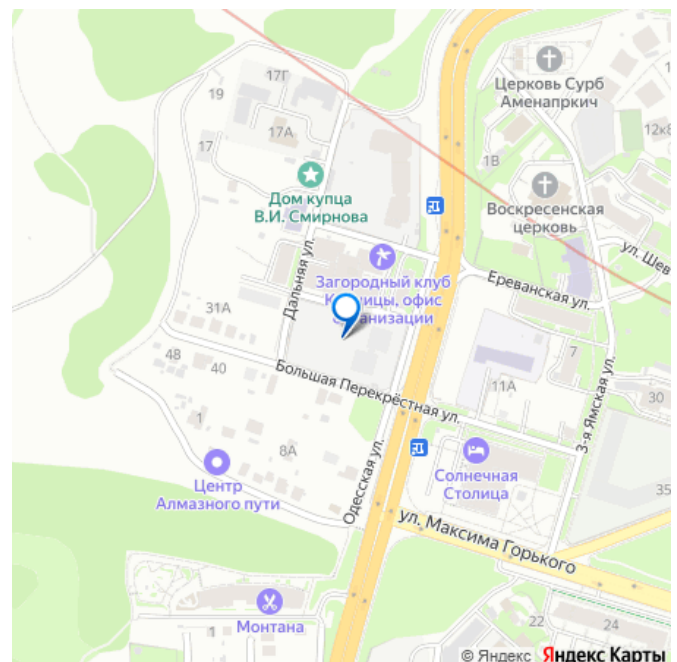 17Г
19
17А
17
Дом купца
В.И. Смирнова
Церковь Сурб
Аменапркич
12к8
1В
Воскресенская
церковь
ул. Шев
Дальняя ул.
Загородный клуб
офис
Ереванская ул.
31А
48
40
Большая Перекрёстная ул.
7
11А
30
3-я Ямская ул.
1
8А
Центр
Алмазного пути
Одесская ул.
Солнечная
Столица
35
ул. Максима Горького
Монтана
22
24
© Яндекс Яндекс Карты